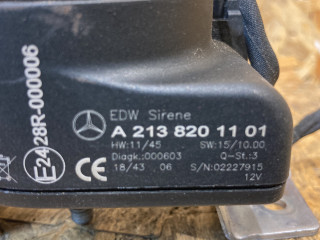 28R-000006
E24
EDW Sirene
A 213 820 11 01
HW:11/45 SW:15/10.00
Diagk.:000603 Q-St.:3
18/43 06 S/N:02227915
CE 12V